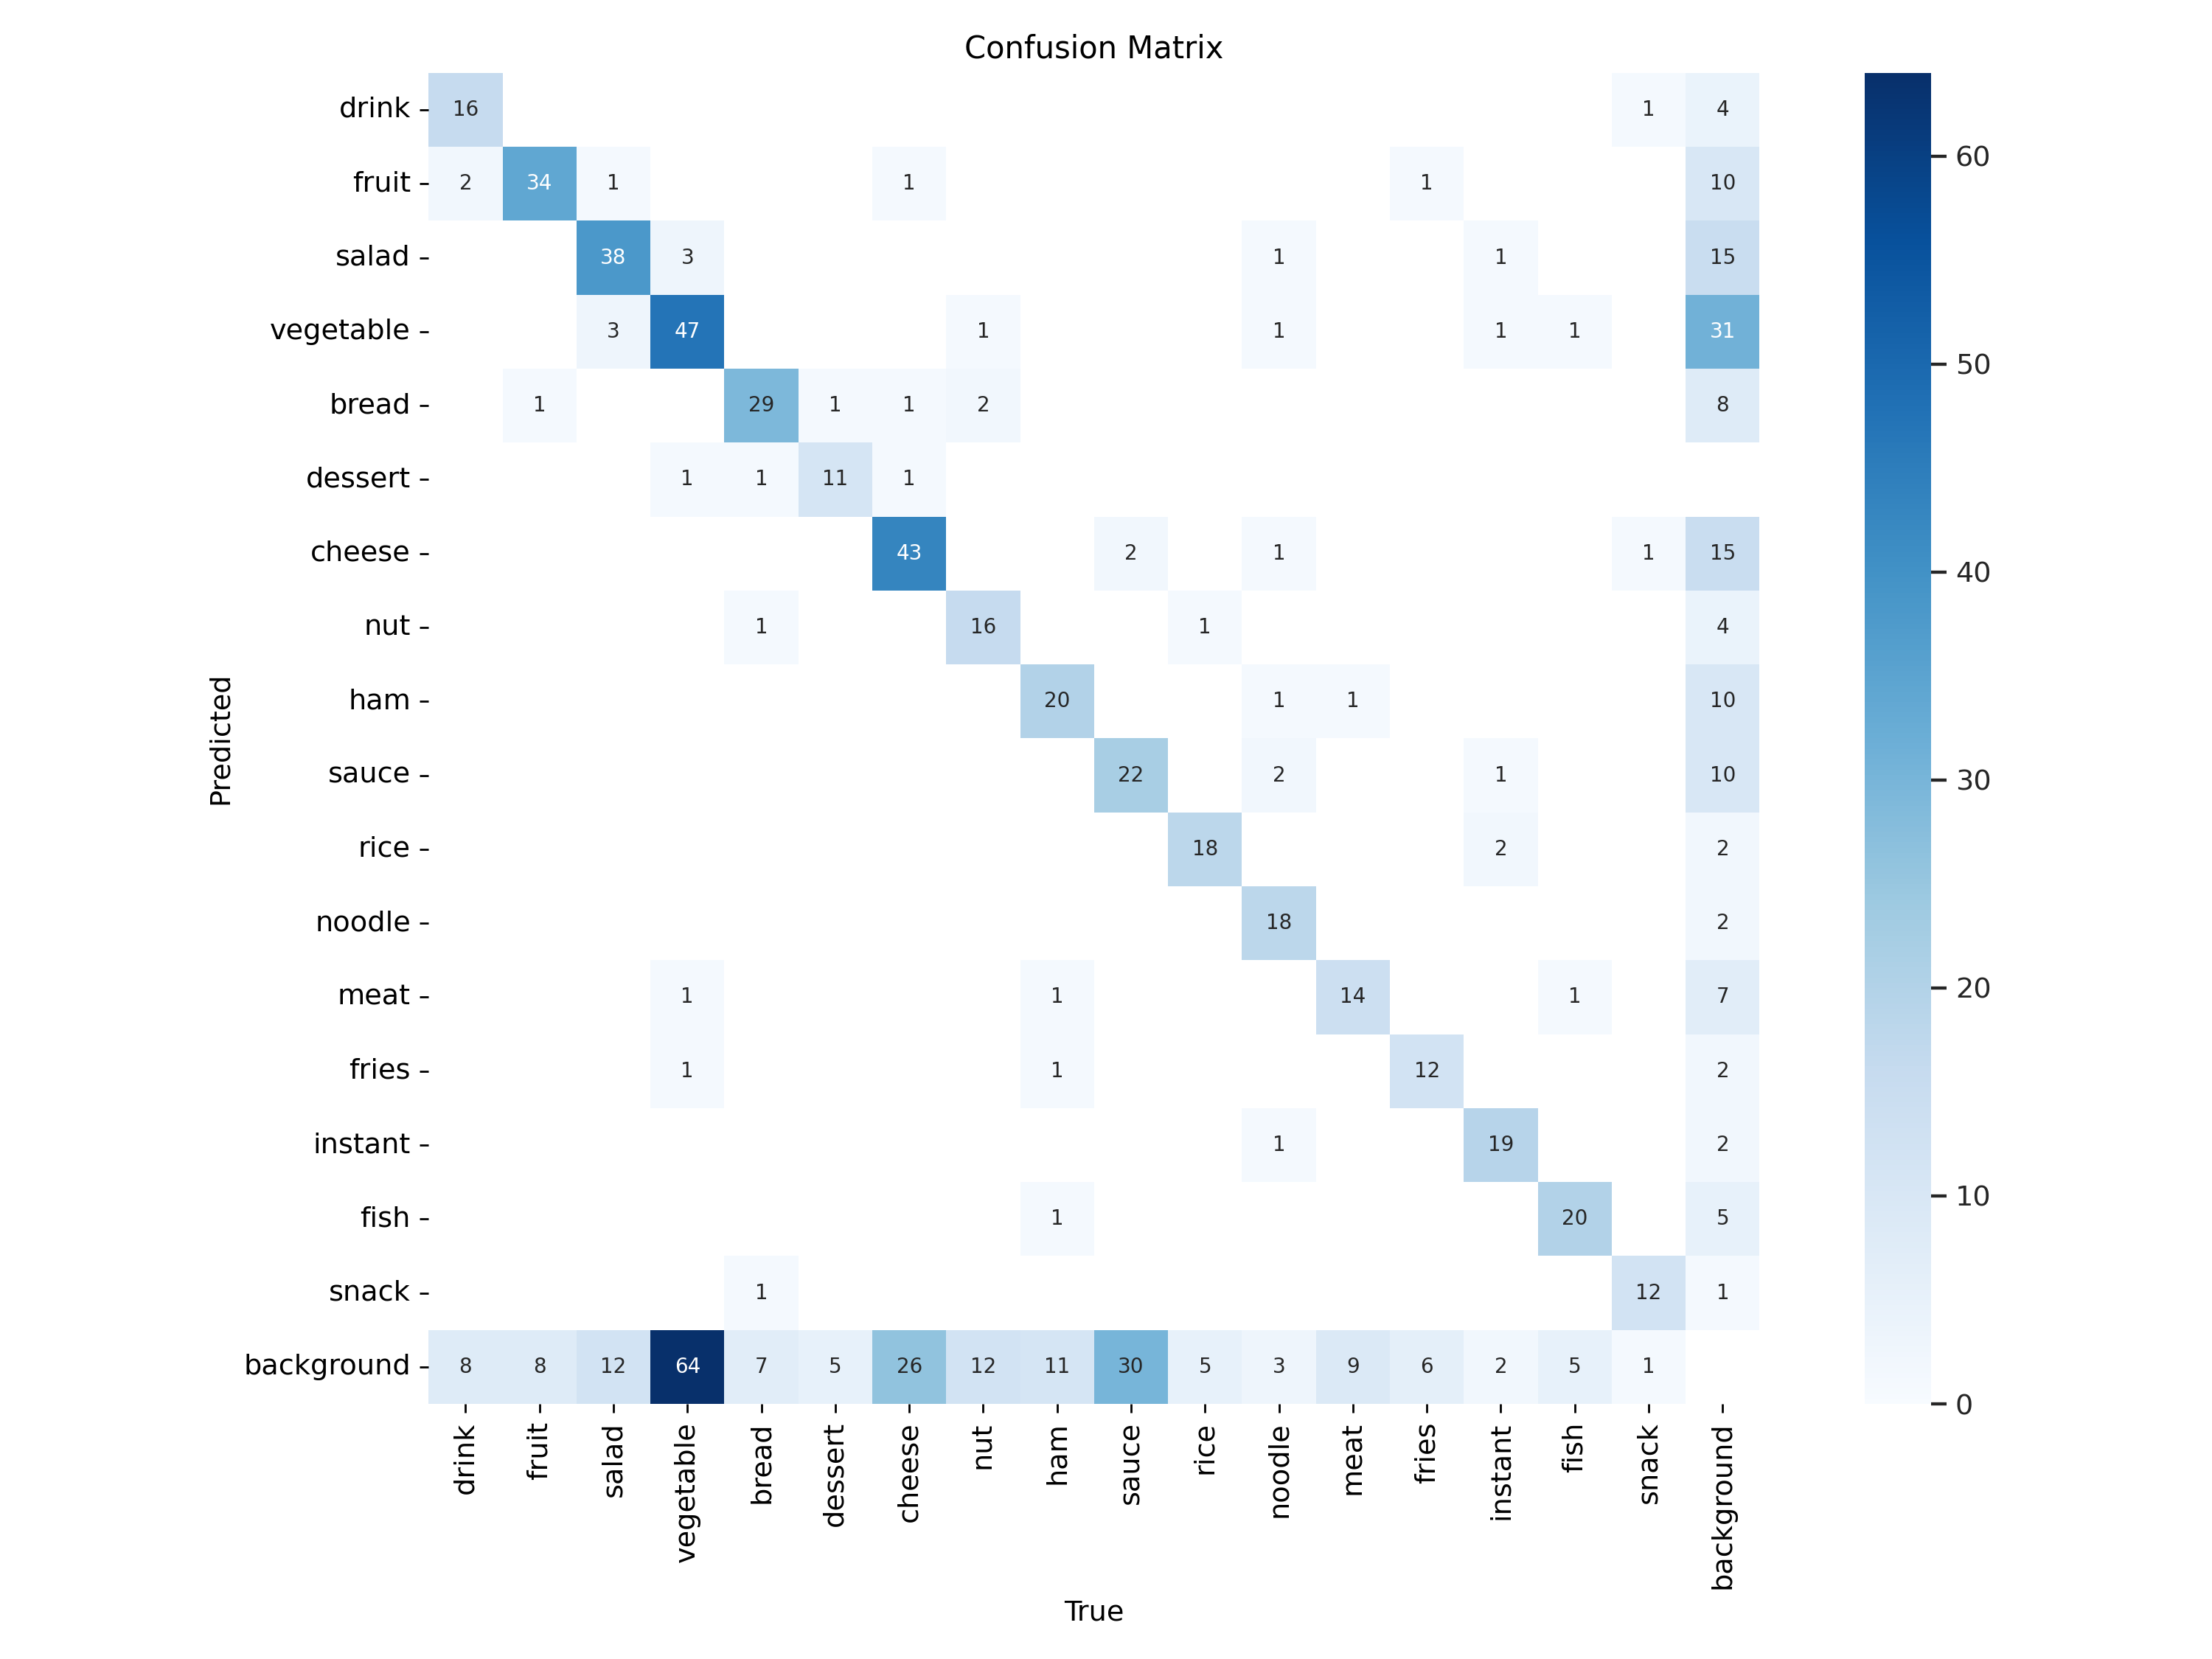 Confusion Matrix
drink 16 1 4
fruit 2 34 1 1 1 10
salad 38 3 1 1 15
vegetable 3 47 1 1 1 1 31
bread 1 29 1 1 2 8
dessert 1 1 11 1
cheese 43 2 1 1 15
nut 1 16 1 4
ham 20 1 1 10
sauce 22 2 1 10
rice 18 2 2
noodle 18 2
meat 1 1 14 1 7
fries 1 1 12 2
instant 1 19 2
fish 1 20 5
snack 1 12 1
background 8 8 12 64 7 5 26 12 11 30 5 3 9 6 2 5 1
drink fruit salad vegetable bread dessert cheese nut ham sauce rice noodle meat fries instant fish snack background
True
Predicted
60
50
40
30
20
10
0